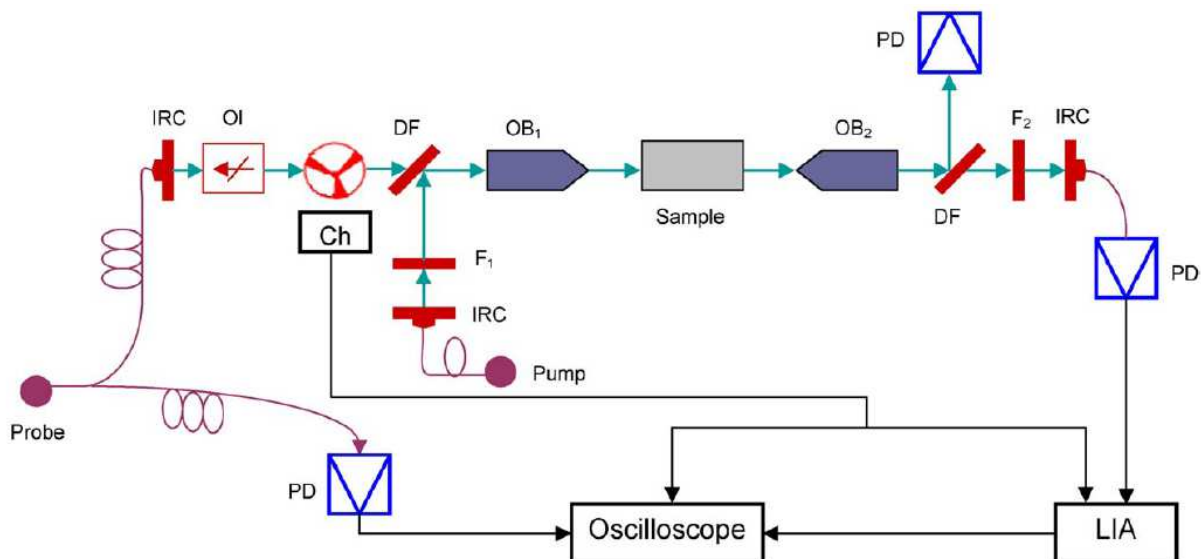 PD
IRC
OI
DF
OB₁
OB₂
F₂
IRC
Sample
DF
Ch
F₁
PD
IRC
Pump
Probe
PD
Oscilloscope
LIA